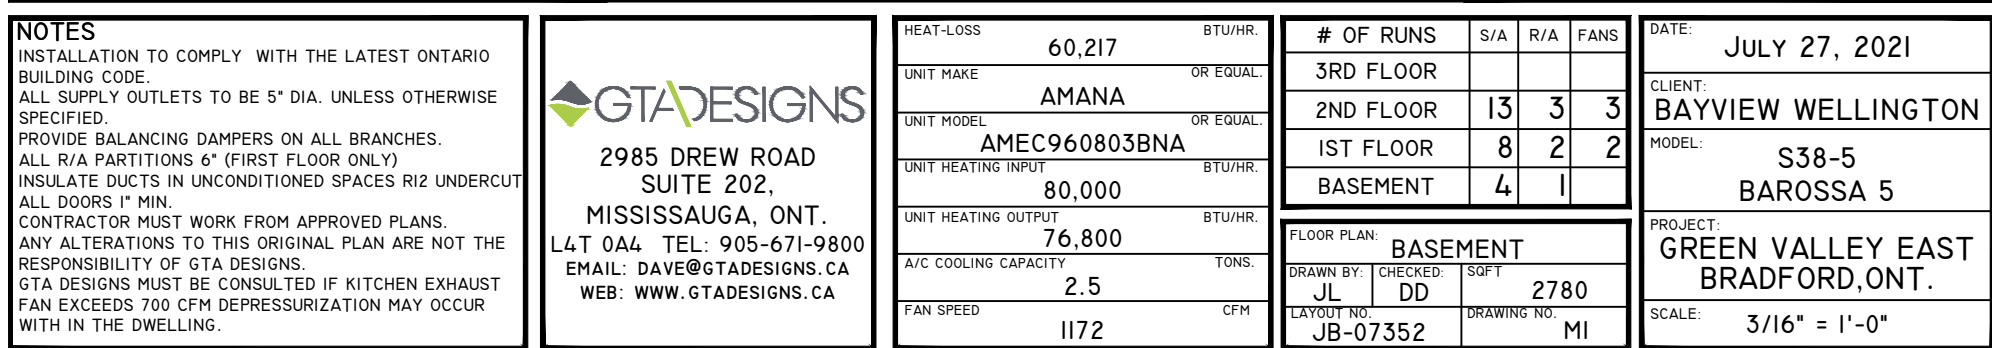 NOTES
INSTALLATION TO COMPLY WITH THE LATEST ONTARIO
BUILDING CODE.
ALL SUPPLY OUTLETS TO BE 5" DIA. UNLESS OTHERWISE
SPECIFIED.
PROVIDE BALANCING DAMPERS ON ALL BRANCHES.
ALL R/A PARTITIONS 6" (FIRST FLOOR ONLY)
INSULATE DUCTS IN UNCONDITIONED SPACES R12 UNDERCUT
ALL DOORS 1" MIN.
CONTRACTOR MUST WORK FROM APPROVED PLANS.
ANY ALTERATIONS TO THIS ORIGINAL PLAN ARE NOT THE
RESPONSIBILITY OF GTA DESIGNS.
GTA DESIGNS MUST BE CONSULTED IF KITCHEN EXHAUST
FAN EXCEEDS 700 CFM DEPRESSURIZATION MAY OCCUR
WITH IN THE DWELLING.
GTADESIGNS
2985 DREW ROAD
SUITE 202,
MISSISSAUGA, ONT.
L4T 0A4 TEL: 905-671-9800
EMAIL: DAVE@GTADESIGNS.CA
WEB: WWW.GTADESIGNS.CA
HEAT-LOSS BTU/HR.
60,217
UNIT MAKE OR EQUAL.
AMANA
UNIT MODEL OR EQUAL.
AMEC960803BNA
UNIT HEATING INPUT BTU/HR.
80,000
UNIT HEATING OUTPUT BTU/HR.
76,800
A/C COOLING CAPACITY TONS.
2.5
FAN SPEED CFM
1172
# OF RUNS S/A R/A FANS
3RD FLOOR
2ND FLOOR 13 3 3
1ST FLOOR 8 2 2
BASEMENT 4 1
FLOOR PLAN:
BASEMENT
DRAWN BY: CHECKED: SQFT
JL DD 2780
LAYOUT NO. DRAWING NO.
JB-07352 M1
DATE:
JULY 27, 2021
CLIENT:
BAYVIEW WELLINGTON
MODEL:
S38-5
BAROSSA 5
PROJECT:
GREEN VALLEY EAST
BRADFORD,ONT.
SCALE:
3/16" = 1'-0"